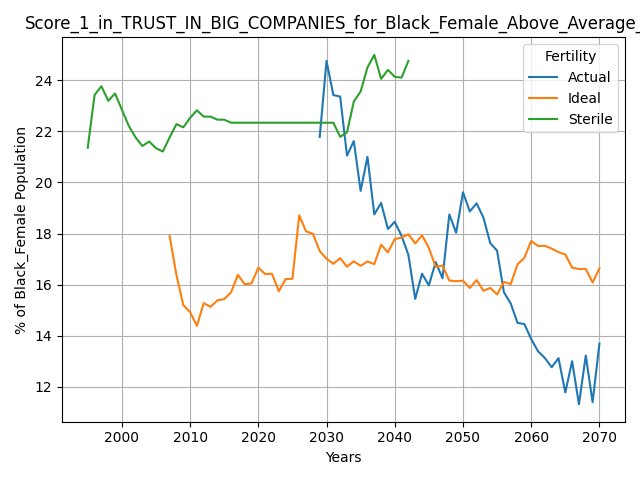 Score_1_in_TRUST_IN_BIG_COMPANIES_for_Black_Female_Above_Average_
Fertility
Actual
Ideal
Sterile
% of Black_Female Population
24
22
20
18
16
14
12
2000 2010 2020 2030 2040 2050 2060 2070
Years